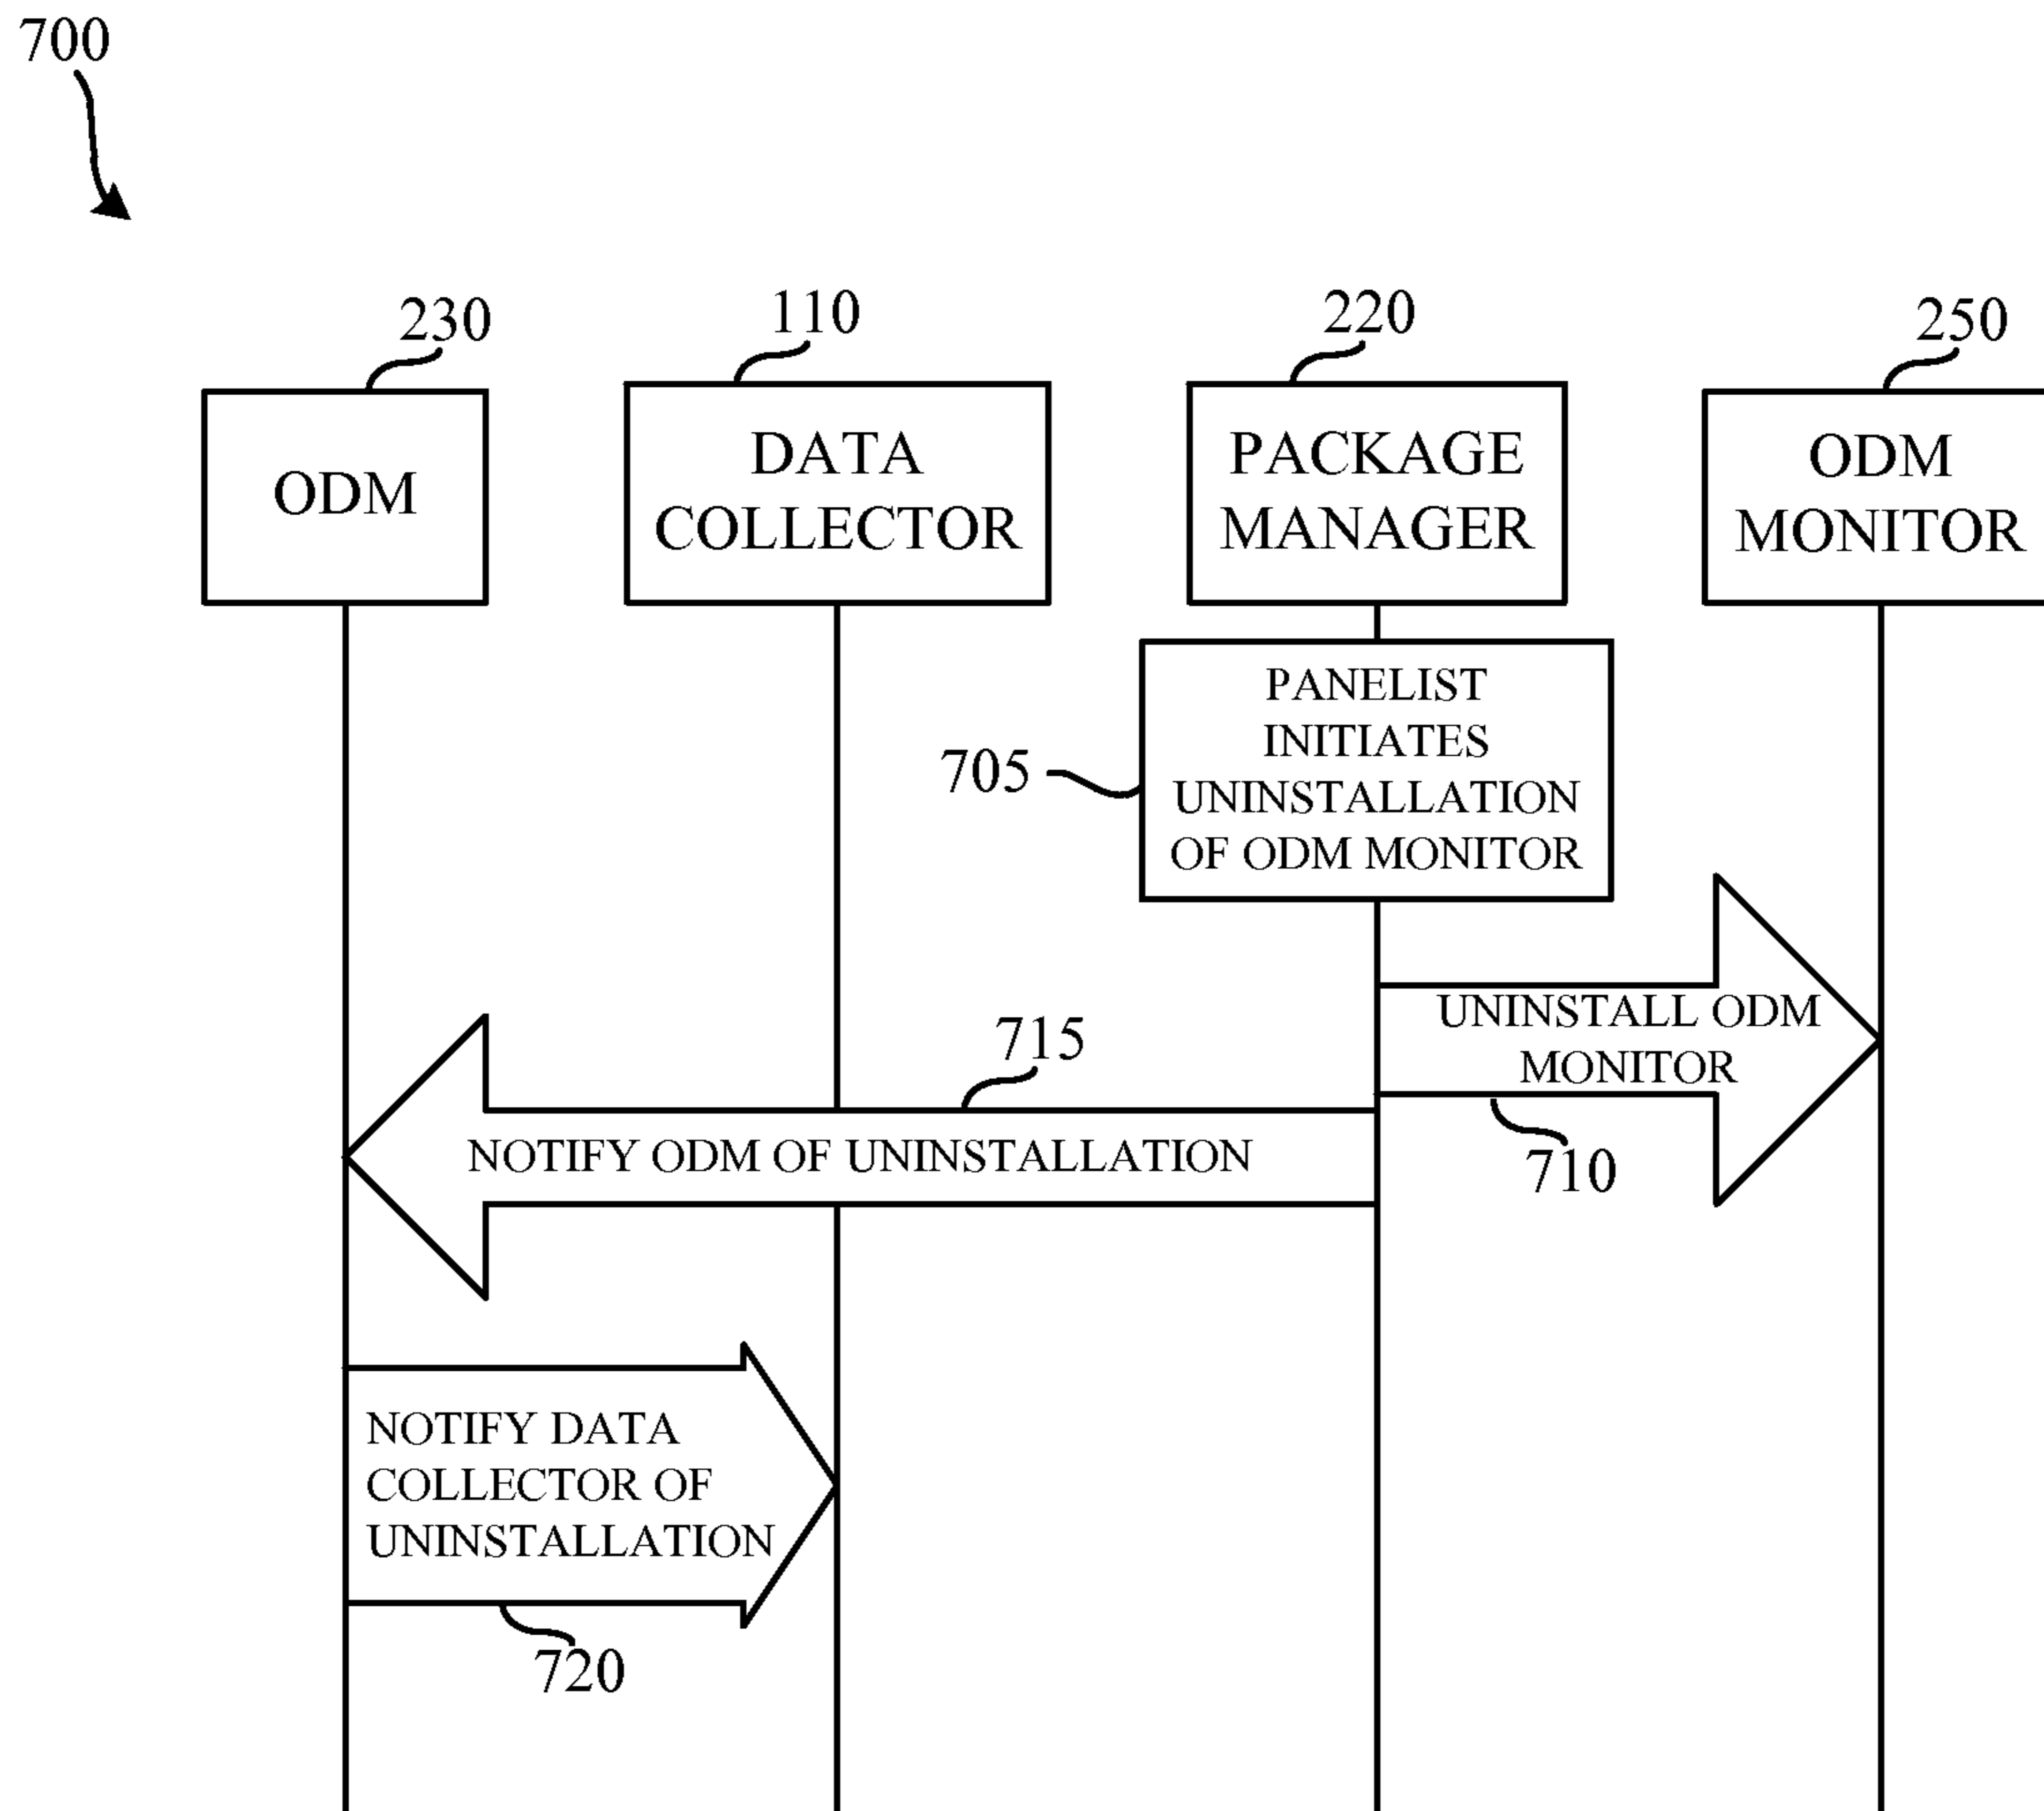 700
230
110
220
250
ODM
DATA
COLLECTOR
PACKAGE
MANAGER
ODM
MONITOR
705
PANELIST
INITIATES
UNINSTALLATION
OF ODM MONITOR
UNINSTALL ODM
MONITOR
710
715
NOTIFY ODM OF UNINSTALLATION
NOTIFY DATA
COLLECTOR OF
UNINSTALLATION
720